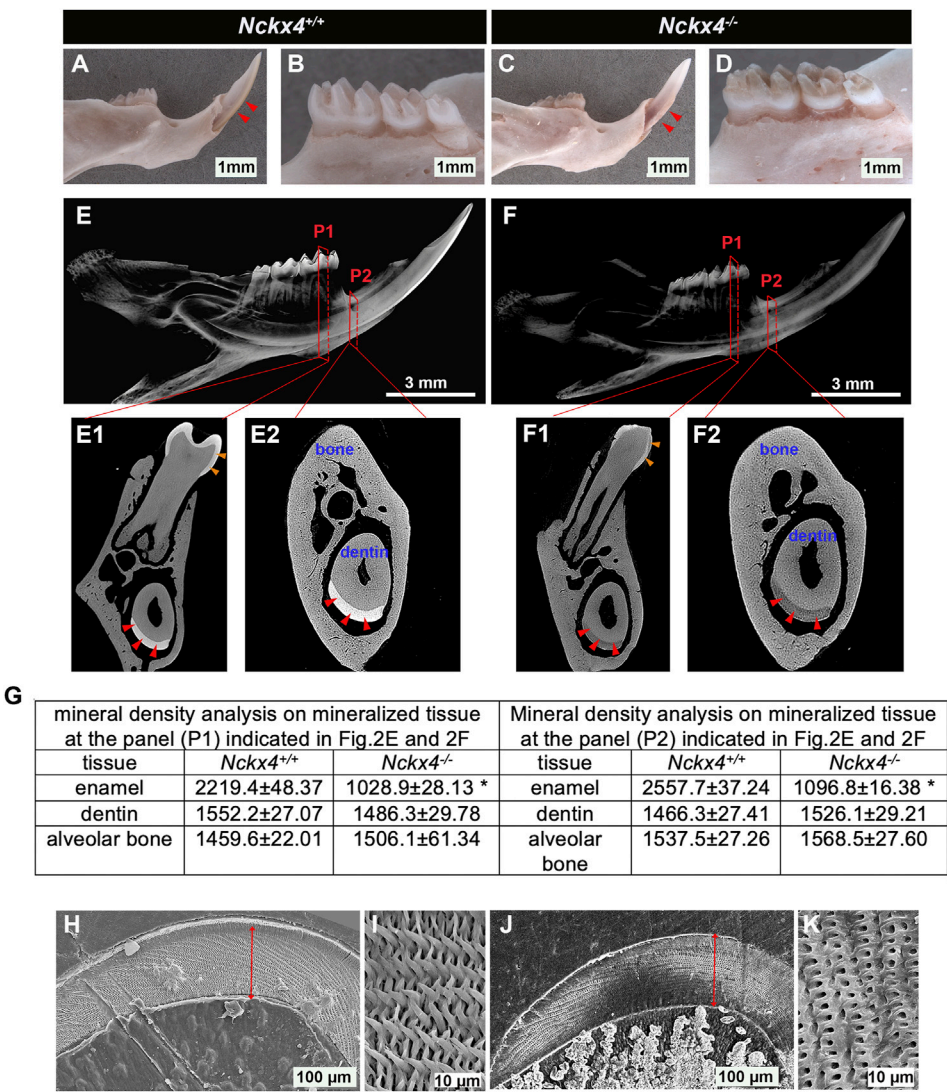 Nckx4+/+
Nckx4-/-
A
B
C
D
1mm
1mm
1mm
1mm
E
F
P1
P2
P1
P2
3 mm
3 mm
E1
E2
F1
F2
bone
dentin
bone
dentin
G
mineral density analysis on mineralized tissue
at the panel (P1) indicated in Fig.2E and 2F
Mineral density analysis on mineralized tissue
at the panel (P2) indicated in Fig.2E and 2F
tissue Nckx4+/+ Nckx4-/- tissue Nckx4+/+ Nckx4-/-
enamel 2219.4±48.37 1028.9±28.13 * enamel 2557.7±37.24 1096.8±16.38 *
dentin 1552.2±27.07 1486.3±29.78 dentin 1466.3±27.41 1526.1±29.21
alveolar bone 1459.6±22.01 1506.1±61.34 alveolar 1537.5±27.26 1568.5±27.60
bone
H
I
J
K
100 µm
10 µm
100 µm
10 µm